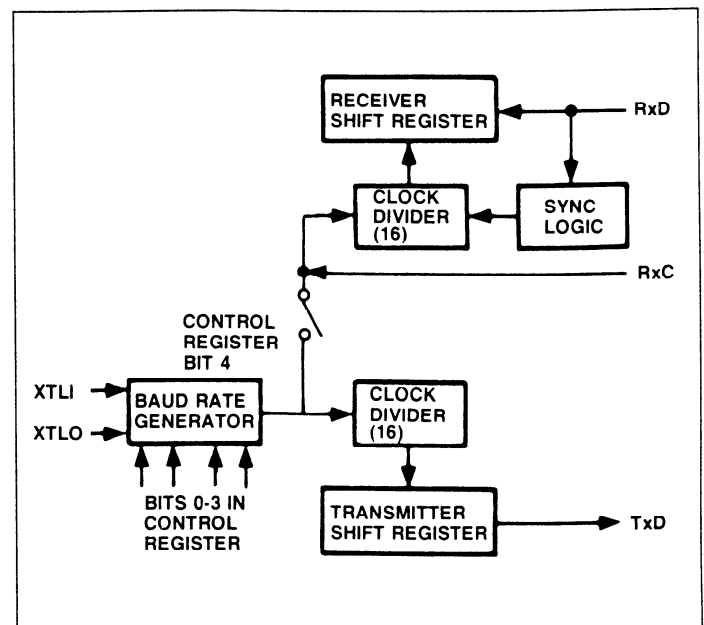 RECEIVER
SHIFT REGISTER
RxD
CLOCK
DIVIDER
(16)
SYNC
LOGIC
RxC
CONTROL
REGISTER
BIT 4
XTLI
XTLO
BAUD RATE
GENERATOR
CLOCK
DIVIDER
(16)
BITS 0-3 IN
CONTROL
REGISTER
TRANSMITTER
SHIFT REGISTER
TxD